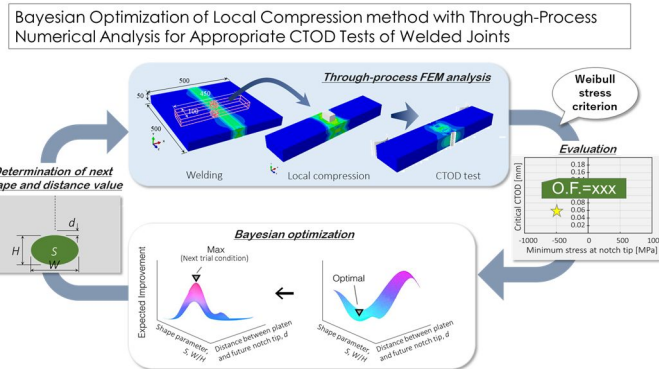 Bayesian Optimization of Local Compression method with Through-Process
Numerical Analysis for Appropriate CTOD Tests of Welded Joints
Through-process FEM analysis
500
450
50
100
500
Welding
Local compression
CTOD test
Weibull
stress
criterion
Evaluation
Critical CTOD [mm]
0.18
0.16
0.14
O.F.=xxx
0.06
0.04
0.02
-1000 -500 0 500 100
Minimum stress at notch tip [MPa]
Determination of next
ape and distance value
d
H
S
W
Bayesian optimization
Max
(Next trial condition)
Expected Improvement
Shape parameter,
S, W/H
Distance between platen
and future notch tip, d
Optimal
Shape parameter,
S, W/H
Distance between platen
and future notch tip, d